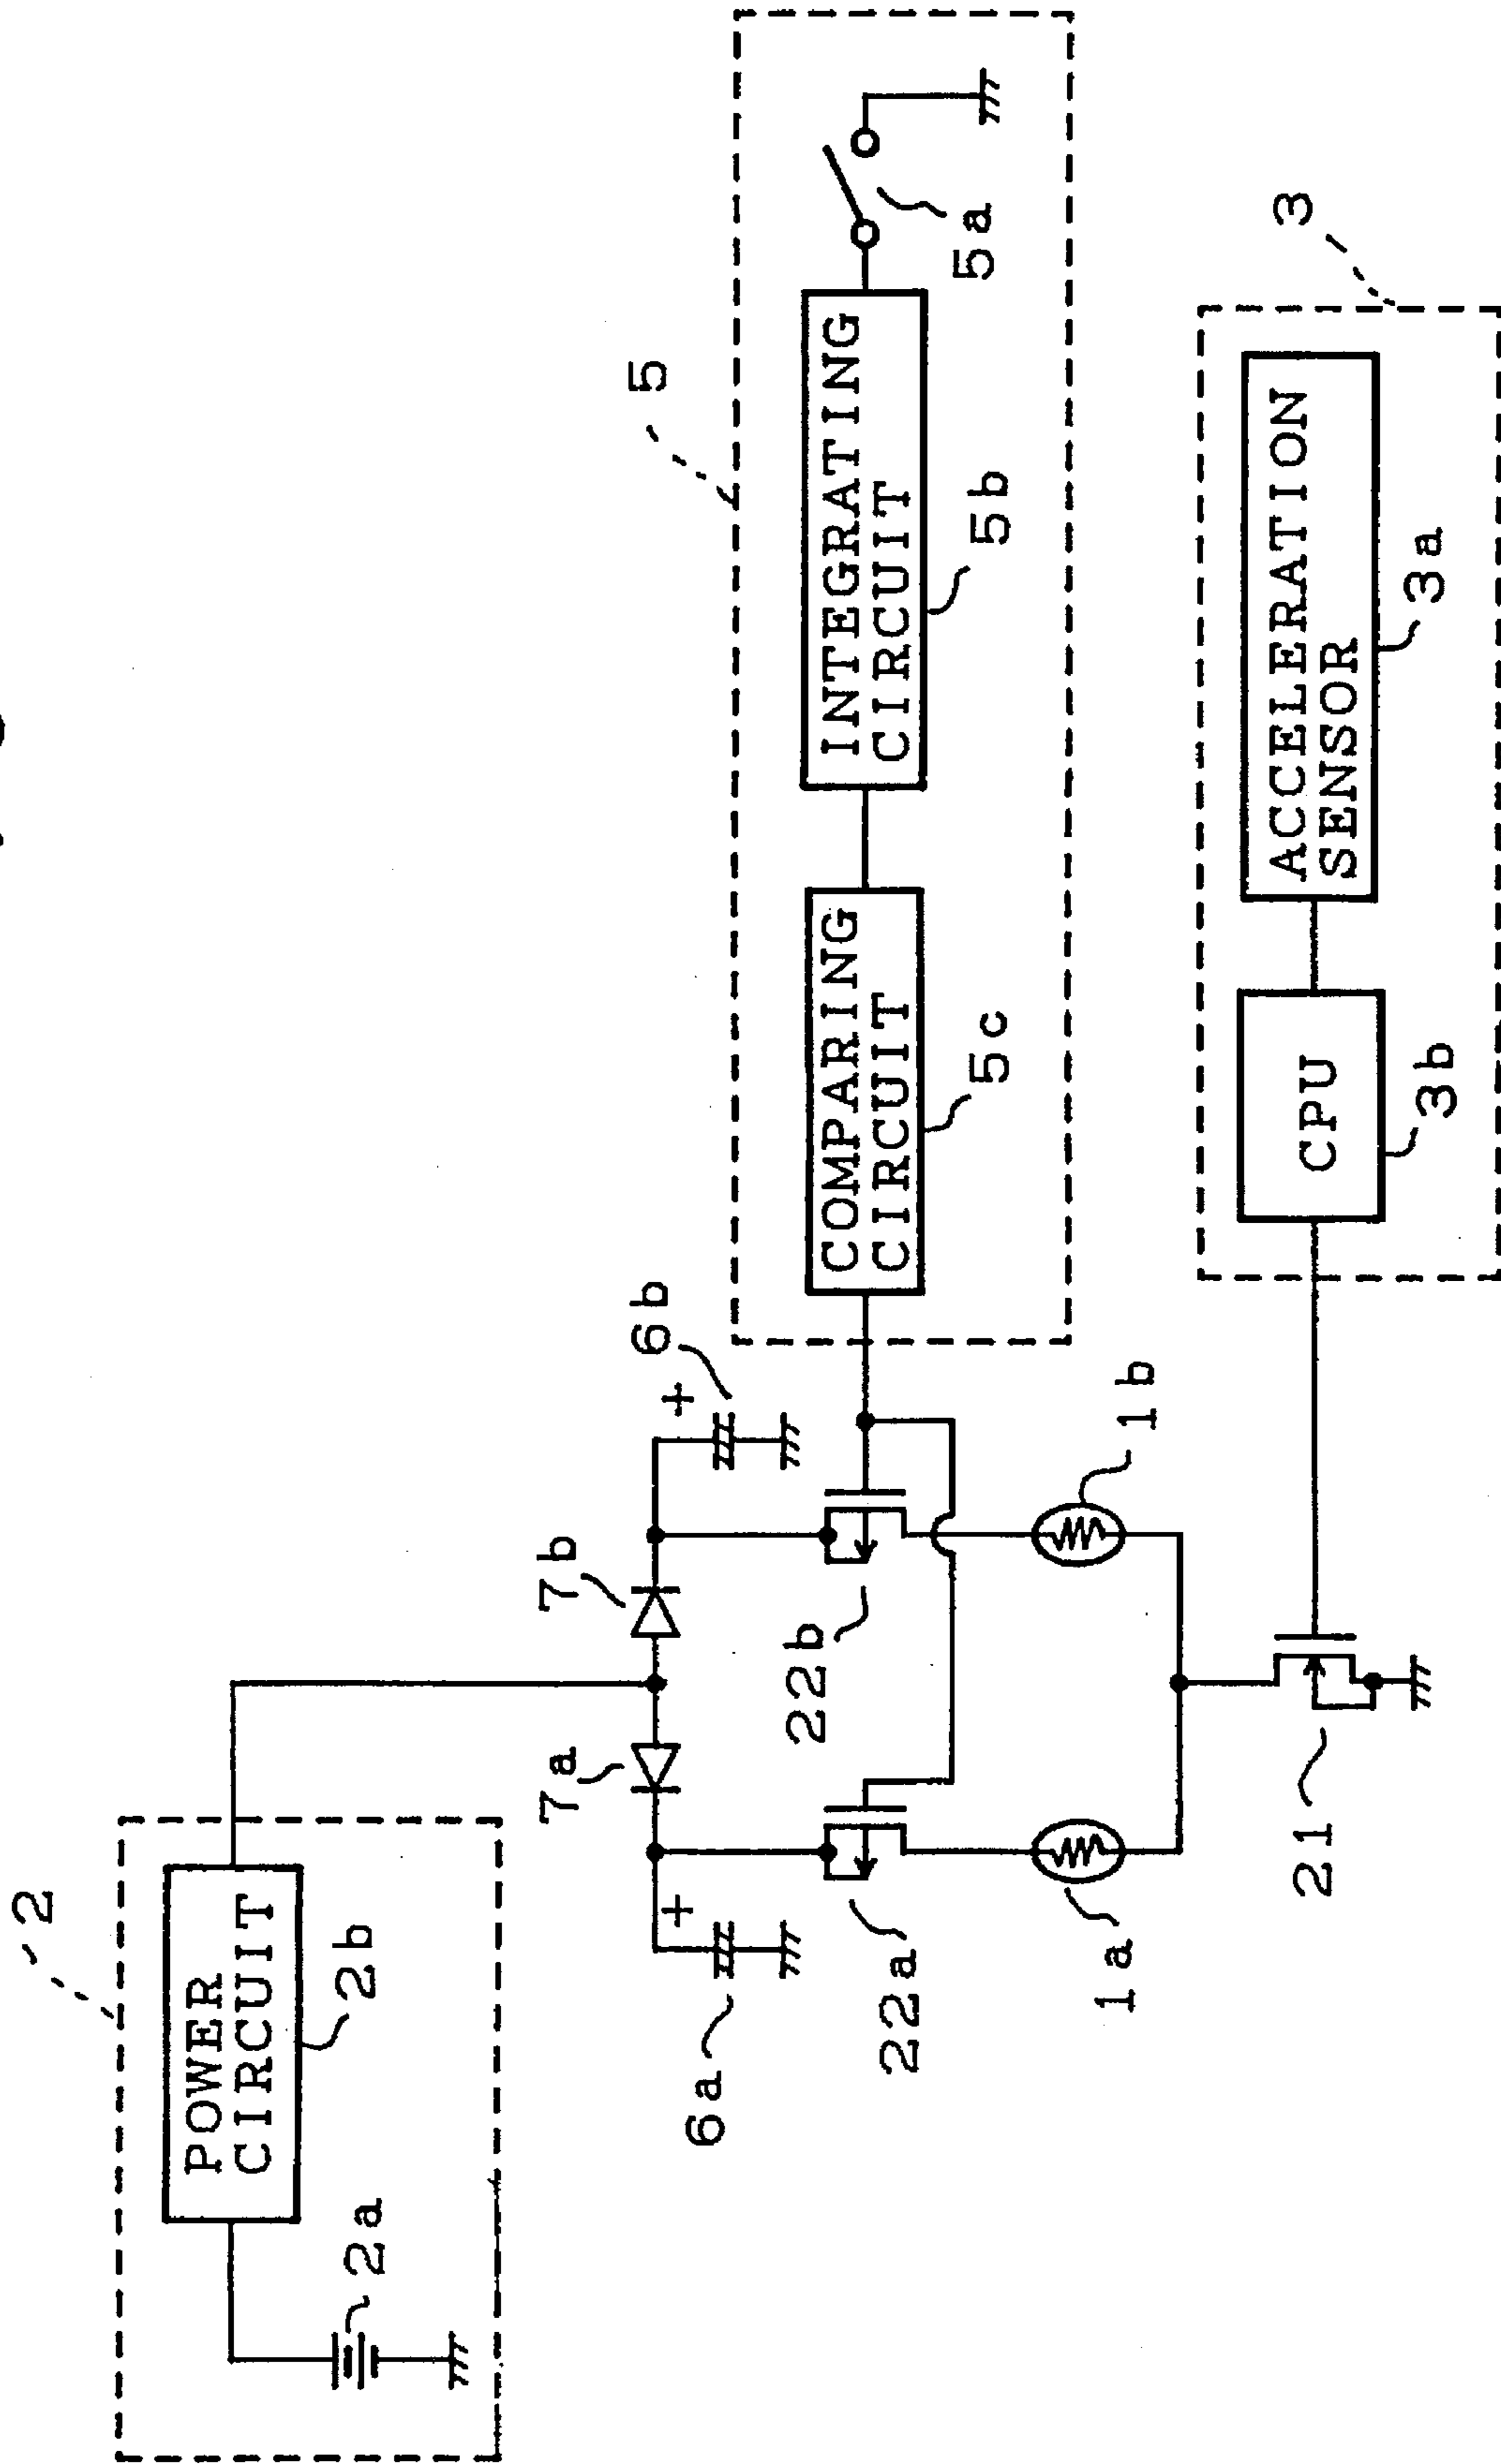 2
POWER
CIRCUIT
2b
2a
7a
7b
6a
+
6b
+
22a
22b
1a
1b
21
5
COMPARING
CIRCUIT
5c
INTEGRATING
CIRCUIT
5b
5a
3
CPU
3b
ACCELERATION
SENSOR
3a